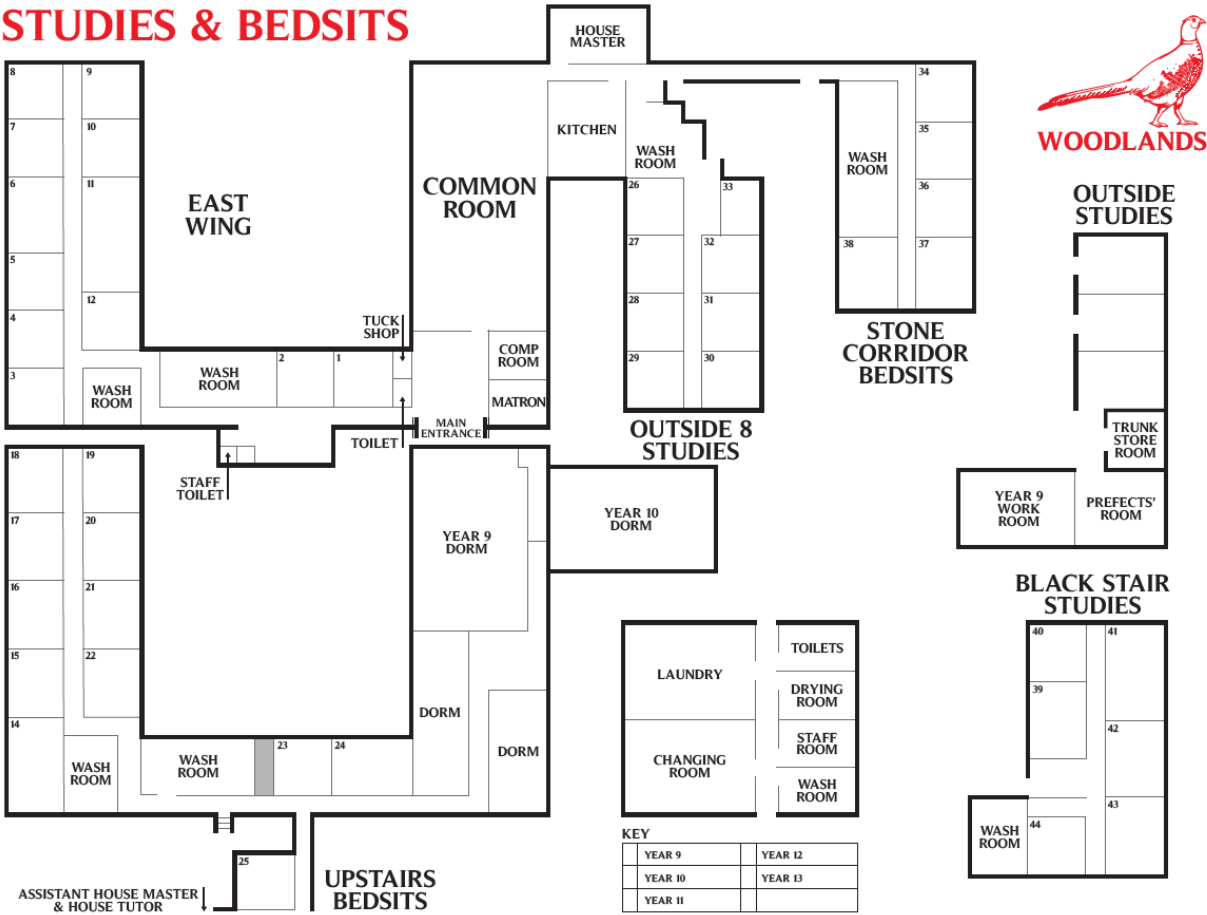 STUDIES & BEDSITS
HOUSE
MASTER
WOODLANDS
8
9
7
10
6
11
5
12
4
3
EAST
WING
COMMON
ROOM
KITCHEN
WASH
ROOM
34
35
36
37
38
WASH
ROOM
26
33
27
32
28
31
29
30
TUCK
SHOP
2
1
WASH
ROOM
WASH
ROOM
COMP
ROOM
MATRON
MAIN
ENTRANCE
TOILET
STAFF
TOILET
OUTSIDE 8
STUDIES
STONE
CORRIDOR
BEDSITS
OUTSIDE
STUDIES
TRUNK
STORE
ROOM
YEAR 9
WORK
ROOM
PREFECTS'
ROOM
18
19
17
20
16
21
15
22
14
WASH
ROOM
WASH
ROOM
23
24
YEAR 9
DORM
YEAR 10
DORM
DORM
DORM
25
ASSISTANT HOUSE MASTER
& HOUSE TUTOR
UPSTAIRS
BEDSITS
LAUNDRY
CHANGING
ROOM
TOILETS
DRYING
ROOM
STAFF
ROOM
WASH
ROOM
KEY
YEAR 9
YEAR 12
YEAR 10
YEAR 13
YEAR 11
BLACK STAIR
STUDIES
40
41
39
42
43
44
WASH
ROOM